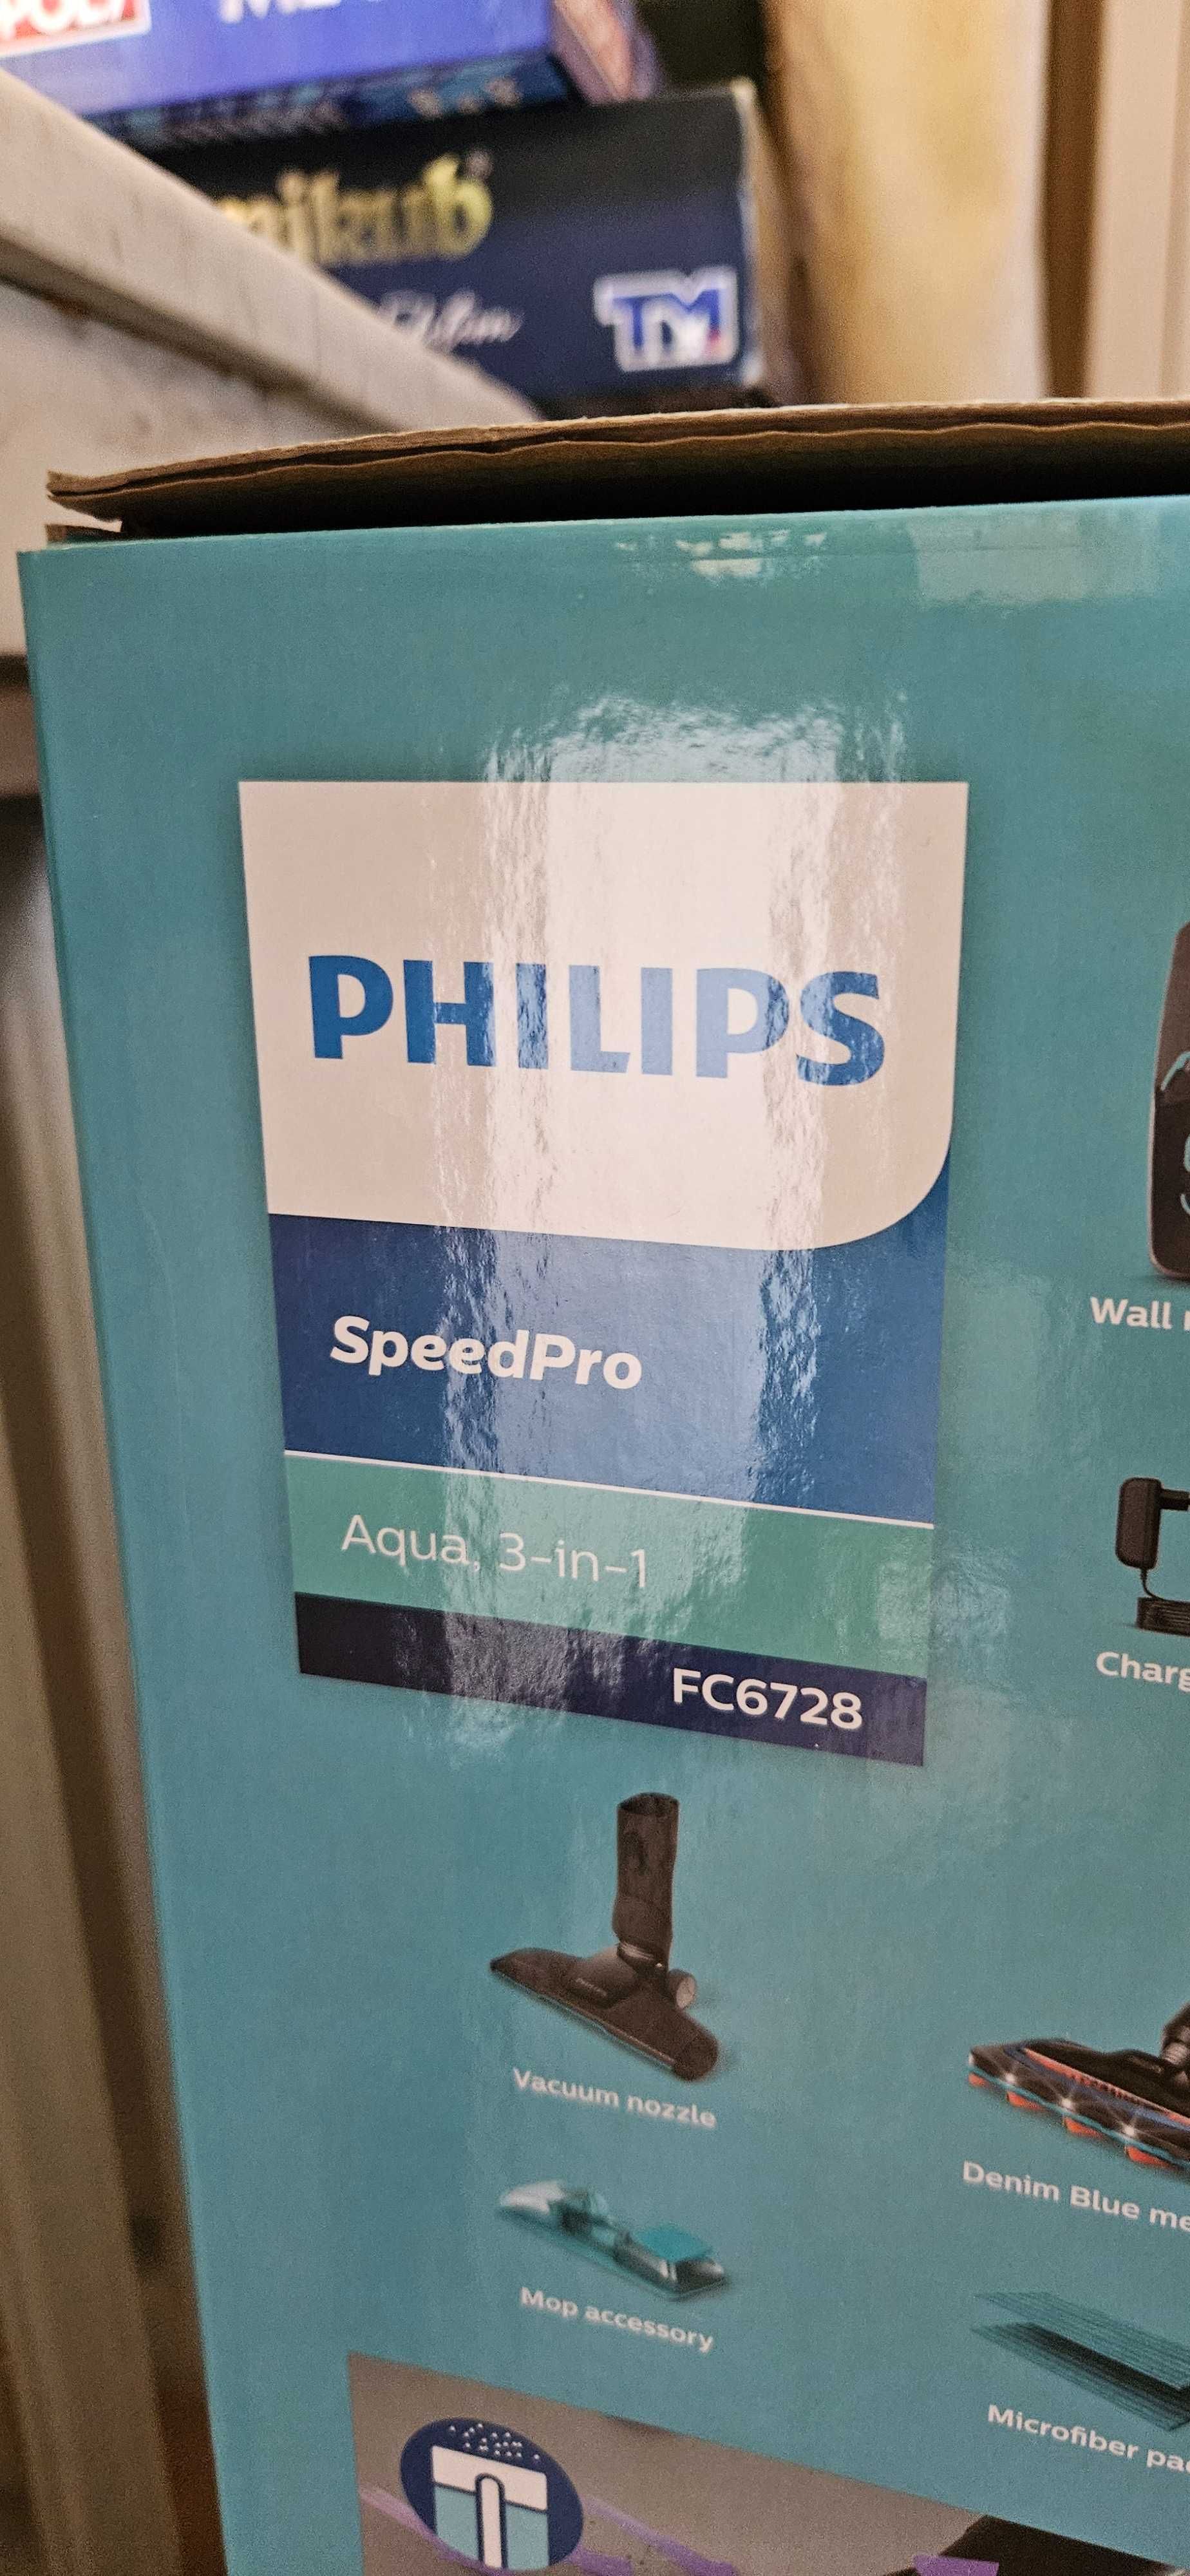 TM
PHILIPS
SpeedPro
Aqua, 3-in-1
FC6728
Wall
Charg
Vacuum nozzle
Denim Blue me
Mop accessory
Microfiber pa